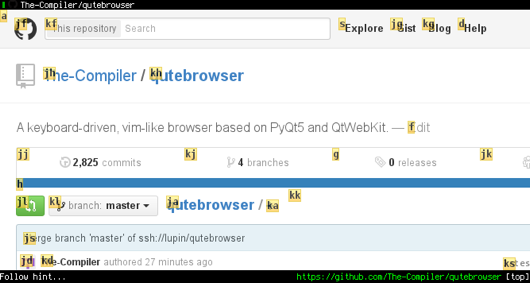 The-Compiler/qutebrowser
a
jf kf This repository Search s Explore jg Gist kg Blog d Help
jh The-Compiler / kh qutebrowser
A keyboard-driven, vim-like browser based on PyQt5 and QtWebKit. — f Edit
jj 2,825 commits kj 4 branches g 0 releases jk
h
jl kl branch: master ja qutebrowser / ka kk
js Merge branch 'master' of ssh://lupin/qutebrowser
jd kd The-Compiler authored 27 minutes ago ks
Follow hint... https://github.com/The-Compiler/qutebrowser [top]